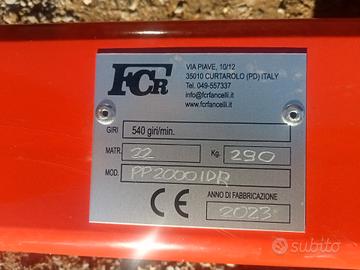 FCR
VIA PIAVE, 10/12
35010 CURTAROLO (PD) ITALY
Tel. 049-557337
info@fcrfancelli.it
www.fcrfancelli.it
GIRI 540 giri/min.
MATR. 22 Kg. 290
MOD. PP2000IDR
ANNO DI FABBRICAZIONE
CE 2023
subito